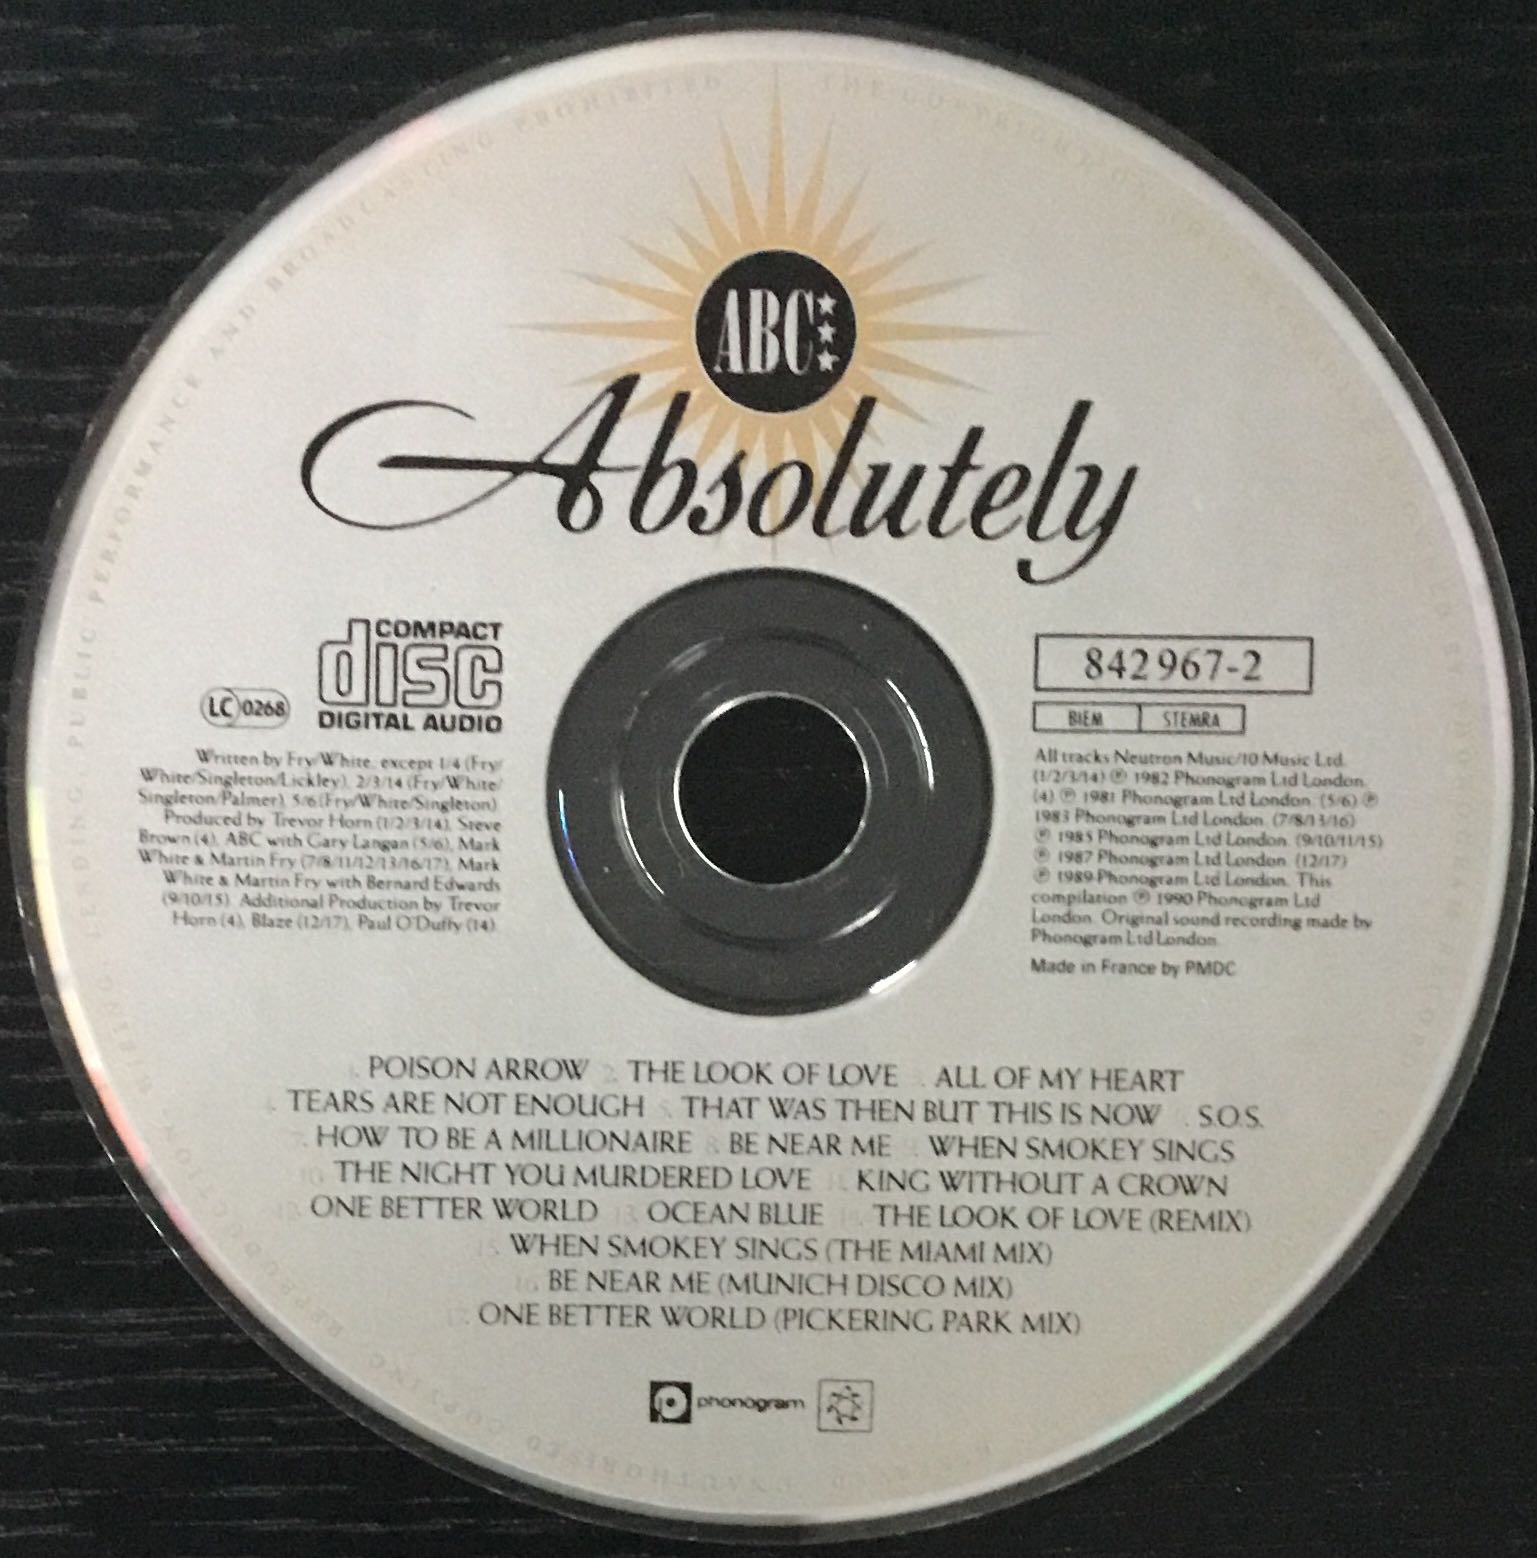 ABC
Absolutely
COMPACT
disc
DIGITAL AUDIO
LC 0268
842 967-2
BIEM STEMRA
Written by Fry/White, except 1/4 (Fry/
White/Singleton/Lickley), 2/3/14 (Fry/White/
Singleton/Palmer), 5/6 (Fry/White/Singleton)
Produced by Trevor Horn (1/2/3/14), Steve
Brown (4), ABC with Gary Langan (5/6), Mark
White & Martin Fry (7/8/11/12/13/16/17), Mark
White & Martin Fry with Bernard Edwards
(9/10/15). Additional Production by Trevor
Horn (4), Blaze (12/17), Paul O'Duffy (14).
All tracks Neutron Music/10 Music Ltd.
(1/2/3/14) ℗ 1982 Phonogram Ltd London.
(4) ℗ 1981 Phonogram Ltd London. (5/6) ℗
1983 Phonogram Ltd London. (7/8/13/16)
℗ 1985 Phonogram Ltd London. (9/10/11/15)
℗ 1987 Phonogram Ltd London. (12/17)
℗ 1989 Phonogram Ltd London. This
compilation ℗ 1990 Phonogram Ltd
London. Original sound recording made by
Phonogram Ltd London.
Made in France by PMDC
1. POISON ARROW 2. THE LOOK OF LOVE 3. ALL OF MY HEART
4. TEARS ARE NOT ENOUGH 5. THAT WAS THEN BUT THIS IS NOW 6. S.O.S.
7. HOW TO BE A MILLIONAIRE 8. BE NEAR ME 9. WHEN SMOKEY SINGS
10. THE NIGHT YOU MURDERED LOVE 11. KING WITHOUT A CROWN
12. ONE BETTER WORLD 13. OCEAN BLUE 14. THE LOOK OF LOVE (REMIX)
15. WHEN SMOKEY SINGS (THE MIAMI MIX)
16. BE NEAR ME (MUNICH DISCO MIX)
17. ONE BETTER WORLD (PICKERING PARK MIX)
phonogram
UNAUTHORISED COPYING REPRODUCTION LENDING PUBLIC PERFORMANCE AND BROADCASTING PROHIBITED THE COPYRIGHT